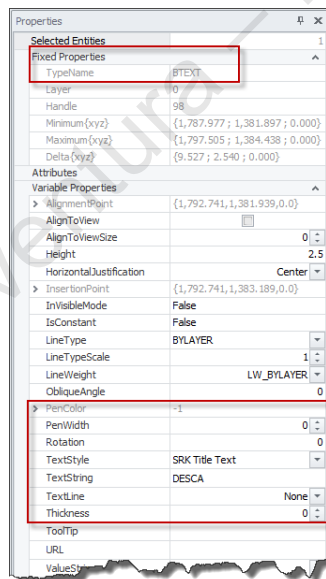 Properties
Selected Entities 1
Fixed Properties
TypeName BTEXT
Layer 0
Handle 98
Minimum{xyz} {1,787.977 ; 1,381.897 ; 0.000}
Maximum{xyz} {1,797.505 ; 1,384.438 ; 0.000}
Delta{xyz} {9.527 ; 2.540 ; 0.000}
Attributes
Variable Properties
AlignmentPoint {1,792.741,1,381.939,0.0}
AlignToView
AlignToViewSize 0
Height 2.5
HorizontalJustification Center
InsertionPoint {1,792.741,1,383.189,0.0}
InVisibleMode False
IsConstant False
LineType BYLAYER
LineTypeScale 1
LineWeight LW_BYLAYER
ObliqueAngle 0
PenColor -1
PenWidth 0
Rotation 0
TextStyle SRK Title Text
TextString DESCA
TextLine None
Thickness 0
ToolTip
URL